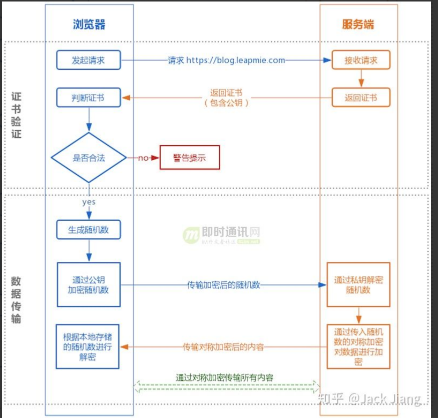 浏览器
服务端
证书验证
发起请求
请求 https://blog.leapmie.com
接收请求
判断证书
返回证书
（包含公钥）
返回证书
是否合法
no
警告提示
yes
数据传输
生成随机数
即时通讯网
通过公钥
加密随机数
传输加密后的随机数
通过私钥解密
随机数
根据本地存储
的随机数进行
解密
传输对称加密后的内容
通过传入随机
数的对称加密
对数据进行加
密
通过对称加密传输所有内容
知乎 @Jack Jiang